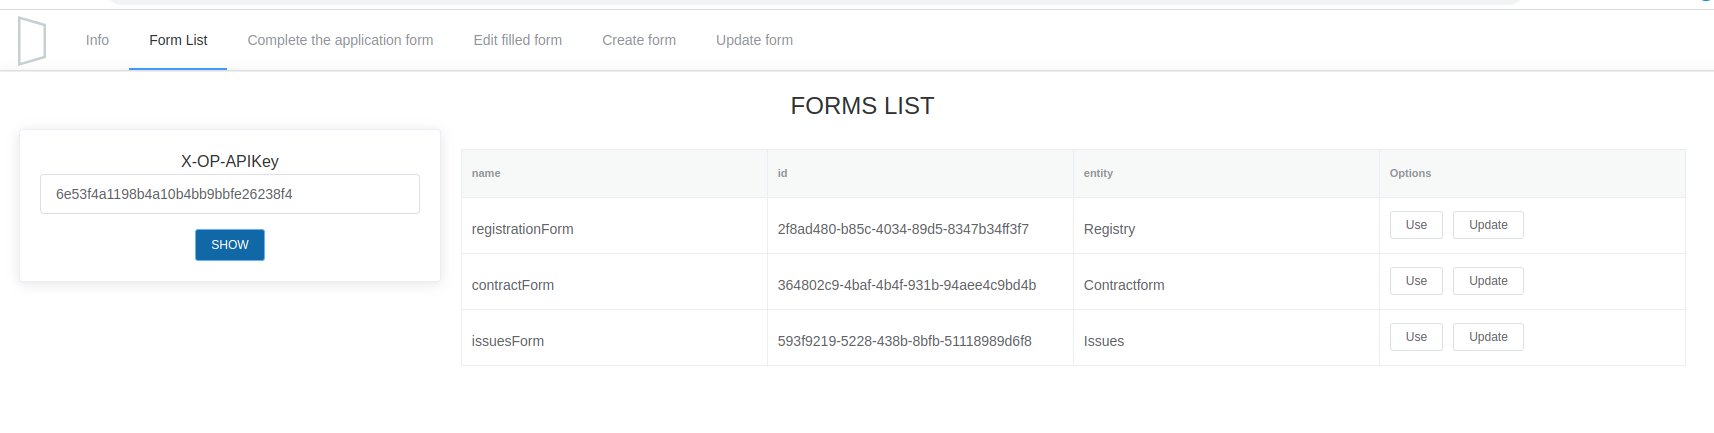 Info Form List Complete the application form Edit filled form Create form Update form
FORMS LIST
X-OP-APIKey
6e53f4a1198b4a10b4bb9bbfe26238f4
SHOW
name id entity Options
registrationForm 2f8ad480-b85c-4034-89d5-8347b34ff3f7 Registry Use Update
contractForm 364802c9-4baf-4b4f-931b-94aee4c9bd4b Contractform Use Update
issuesForm 593f9219-5228-438b-8bfb-51118989d6f8 Issues Use Update